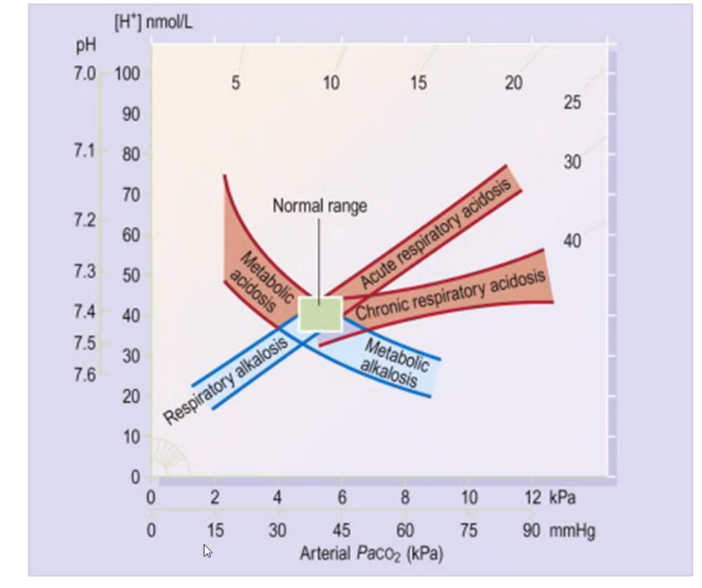 [H⁺] nmol/L
pH
7.0 100
5 10 15 20
25
90
7.1 80
30
70
Normal range
Acute respiratory acidosis
7.2 60
40
Metabolic
acidosis
7.3 50
Chronic respiratory acidosis
7.4 40
7.5
30
Respiratory alkalosis
Metabolic
alkalosis
7.6
20
10
0
0 2 4 6 8 10 12 kPa
0 15 30 45 60 75 90 mmHg
Arterial Paco₂ (kPa)